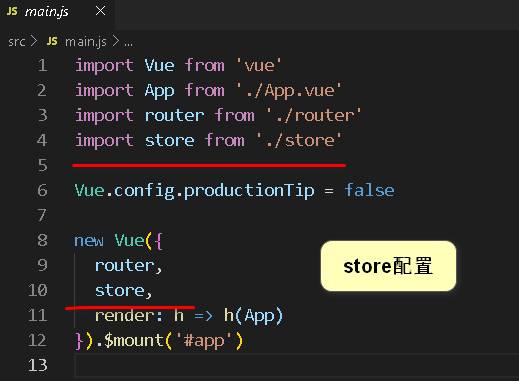 JS main.js ×
src > JS main.js > ...
1 import Vue from 'vue'
2 import App from './App.vue'
3 import router from './router'
4 import store from './store'
5
6 Vue.config.productionTip = false
7
8 new Vue({
9 router,
10 store,
11 render: h => h(App)
12 }).$mount('#app')
13
store配置